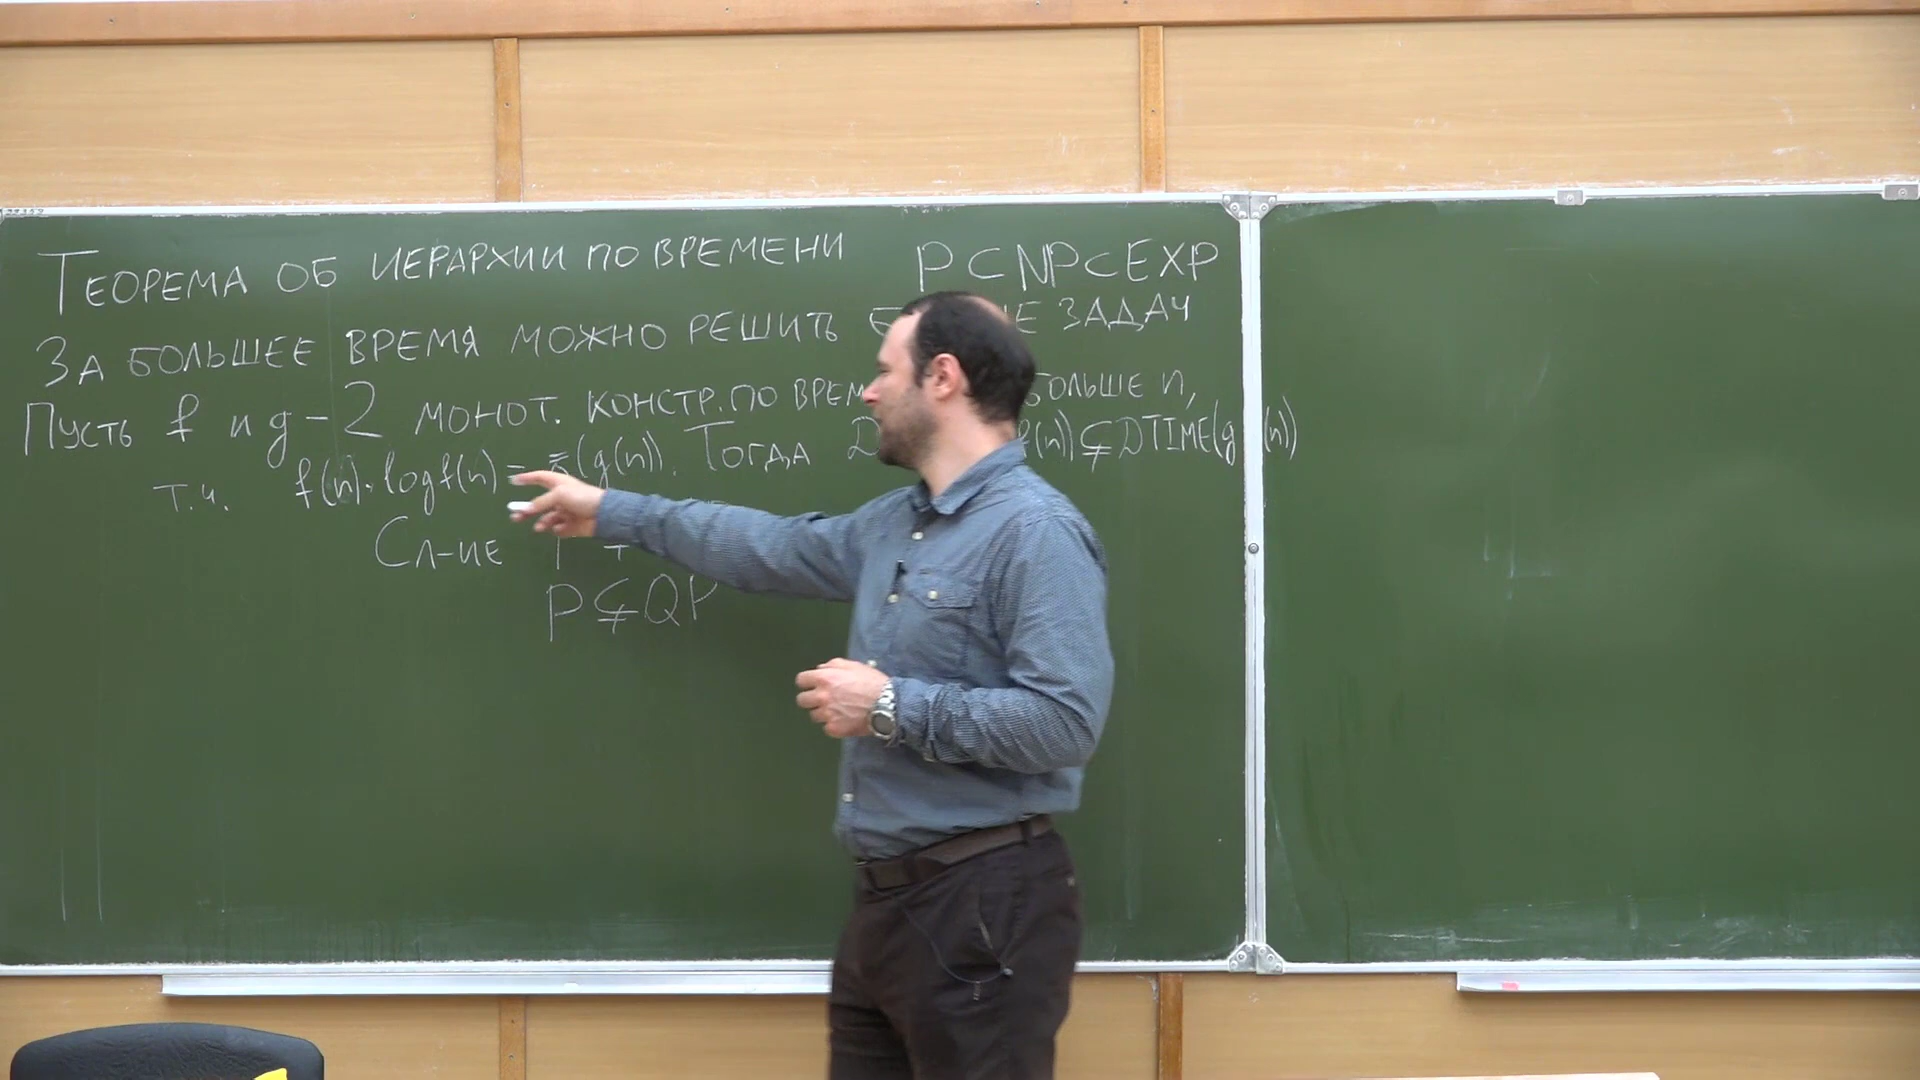 ТЕОРЕМА ОБ ИЕРАРХИИ ПО ВРЕМЕНИ P ⊂ NP ⊂ EXP
ЗА БОЛЬШЕЕ ВРЕМЯ МОЖНО РЕШИТЬ ЗАДАЧ
ПУСТЬ f И g – 2 МОНОТ. КОНСТР. ПО ВРЕМ БОЛЬШЕ n,
Т.Ч. f(n)·log f(n) = (g(n)). ТОГДА D f(n)) ⊊ DTIME(g(n))
СЛ-ИЕ
P ⊊ QP